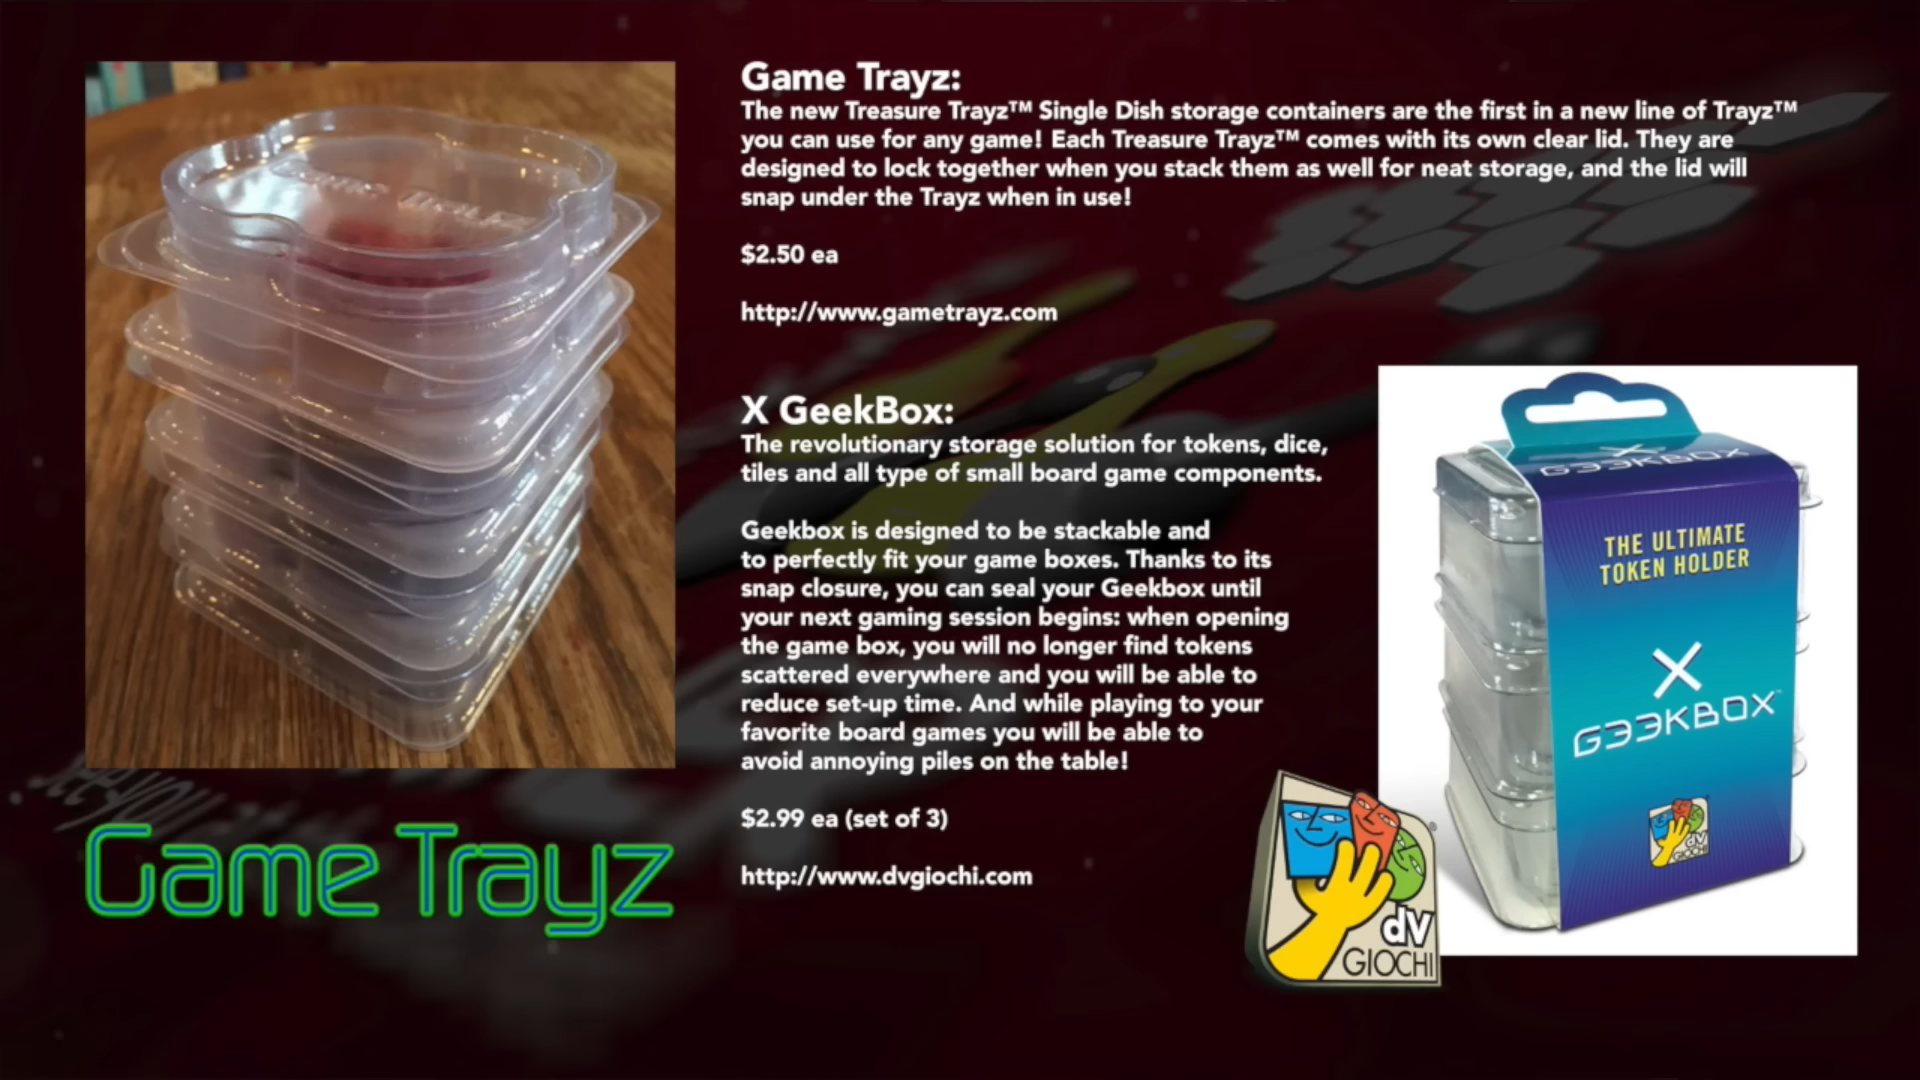 Game Trayz:
The new Treasure Trayz™ Single Dish storage containers are the first in a new line of Trayz™
you can use for any game! Each Treasure Trayz™ comes with its own clear lid. They are
designed to lock together when you stack them as well for neat storage, and the lid will
snap under the Trayz when in use!
$2.50 ea
http://www.gametrayz.com
X GeekBox:
The revolutionary storage solution for tokens, dice,
tiles and all type of small board game components.
Geekbox is designed to be stackable and
to perfectly fit your game boxes. Thanks to its
snap closure, you can seal your Geekbox until
your next gaming session begins: when opening
the game box, you will no longer find tokens
scattered everywhere and you will be able to
reduce set-up time. And while playing to your
favorite board games you will be able to
avoid annoying piles on the table!
$2.99 ea (set of 3)
http://www.dvgiochi.com
Game Trayz
dV
GIOCHI
X
GEEKBOX
THE ULTIMATE
TOKEN HOLDER
X
GEEKBOX™
dV
GIOCHI